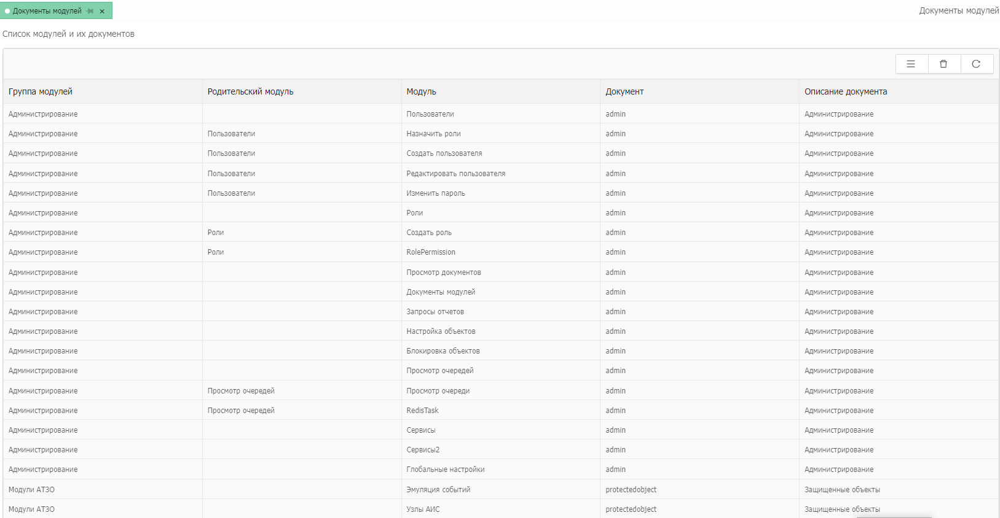 Документы модулей
Документы модулей
Список модулей и их документов
Группа модулей Родительский модуль Модуль Документ Описание документа
Администрирование Пользователи admin Администрирование
Администрирование Пользователи Назначить роли admin Администрирование
Администрирование Пользователи Создать пользователя admin Администрирование
Администрирование Пользователи Редактировать пользователя admin Администрирование
Администрирование Пользователи Изменить пароль admin Администрирование
Администрирование Роли admin Администрирование
Администрирование Роли Создать роль admin Администрирование
Администрирование Роли RolePermission admin Администрирование
Администрирование Просмотр документов admin Администрирование
Администрирование Документы модулей admin Администрирование
Администрирование Запросы отчетов admin Администрирование
Администрирование Настройка объектов admin Администрирование
Администрирование Блокировка объектов admin Администрирование
Администрирование Просмотр очередей admin Администрирование
Администрирование Просмотр очередей Просмотр очереди admin Администрирование
Администрирование Просмотр очередей RedisTask admin Администрирование
Администрирование Сервисы admin Администрирование
Администрирование Сервисы2 admin Администрирование
Администрирование Глобальные настройки admin Администрирование
Модули АТЗО Эмуляция событий protectedobject Защищенные объекты
Модули АТЗО Узлы АИС protectedobject Защищенные объекты